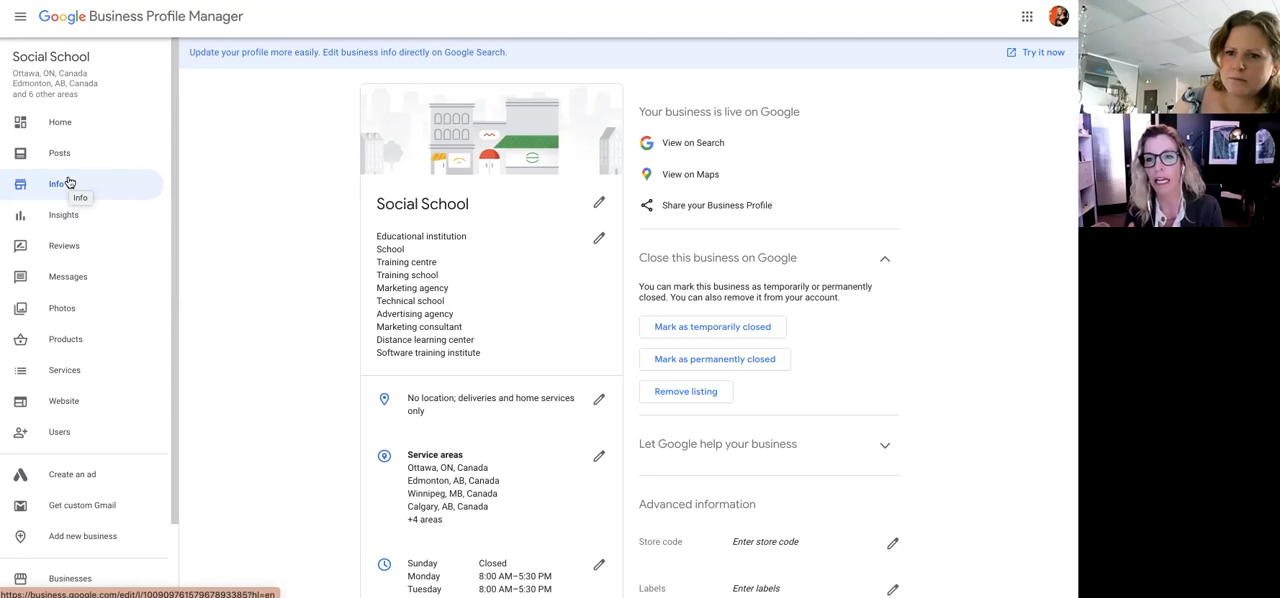 Google Business Profile Manager
Social School
Ottawa, ON, Canada
Edmonton, AB, Canada
and 6 other areas
Home
Posts
Info
Info
Insights
Reviews
Messages
Photos
Products
Services
Website
Users
Create an ad
Get custom Gmail
Add new business
Businesses
https://business.google.com/edit/l/10090976157967893385?hl=en
Update your profile more easily. Edit business info directly on Google Search.
Try it now
Social School
Educational institution
School
Training centre
Training school
Marketing agency
Technical school
Advertising agency
Marketing consultant
Distance learning center
Software training institute
No location; deliveries and home services
only
Service areas
Ottawa, ON, Canada
Edmonton, AB, Canada
Winnipeg, MB, Canada
Calgary, AB, Canada
+4 areas
Sunday Closed
Monday 8:00 AM–5:30 PM
Tuesday 8:00 AM–5:30 PM
Your business is live on Google
View on Search
View on Maps
Share your Business Profile
Close this business on Google
You can mark this business as temporarily or permanently
closed. You can also remove it from your account.
Mark as temporarily closed
Mark as permanently closed
Remove listing
Let Google help your business
Advanced information
Store code Enter store code
Labels Enter labels